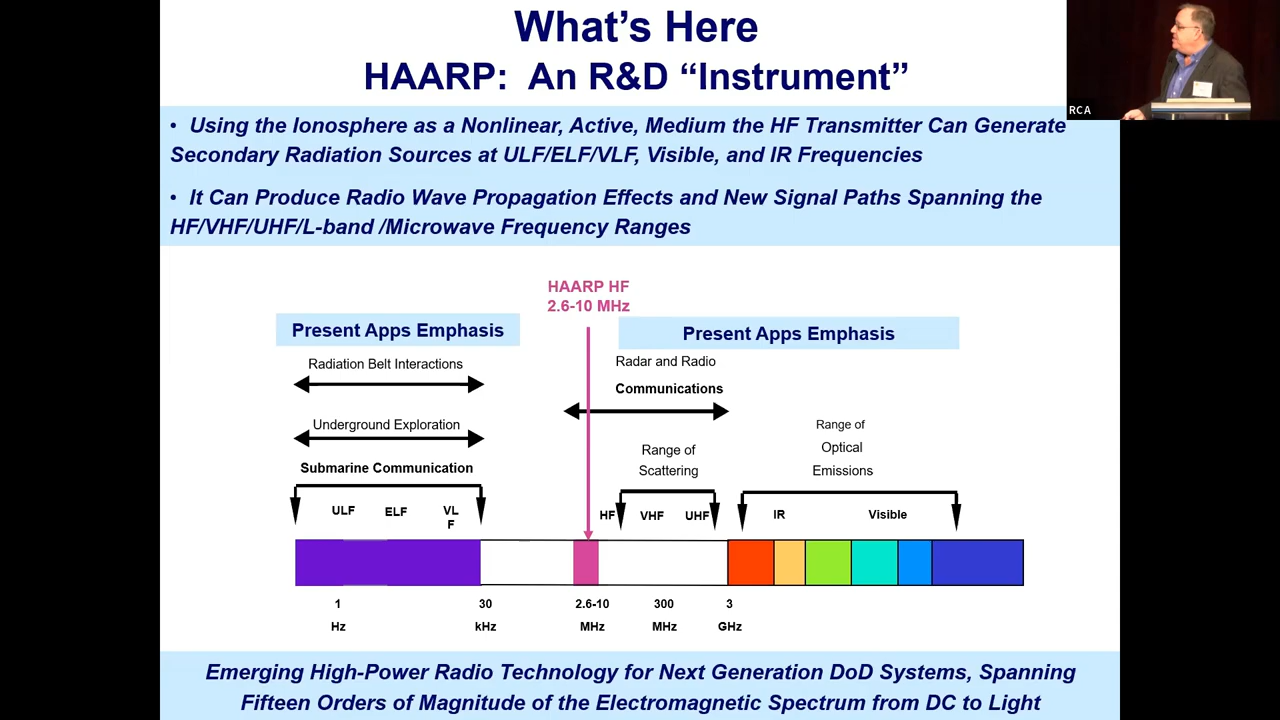 What's Here
HAARP: An R&D “Instrument”
RCA
• Using the Ionosphere as a Nonlinear, Active, Medium the HF Transmitter Can Generate
Secondary Radiation Sources at ULF/ELF/VLF, Visible, and IR Frequencies
• It Can Produce Radio Wave Propagation Effects and New Signal Paths Spanning the
HF/VHF/UHF/L-band /Microwave Frequency Ranges
HAARP HF
2.6-10 MHz
Present Apps Emphasis
Present Apps Emphasis
Radiation Belt Interactions
Radar and Radio
Communications
Underground Exploration
Range of
Optical
Emissions
Range of
Scattering
Submarine Communication
ULF ELF VL
F
HF VHF UHF
IR Visible
1 30 2.6-10 300 3
Hz kHz MHz MHz GHz
Emerging High-Power Radio Technology for Next Generation DoD Systems, Spanning
Fifteen Orders of Magnitude of the Electromagnetic Spectrum from DC to Light